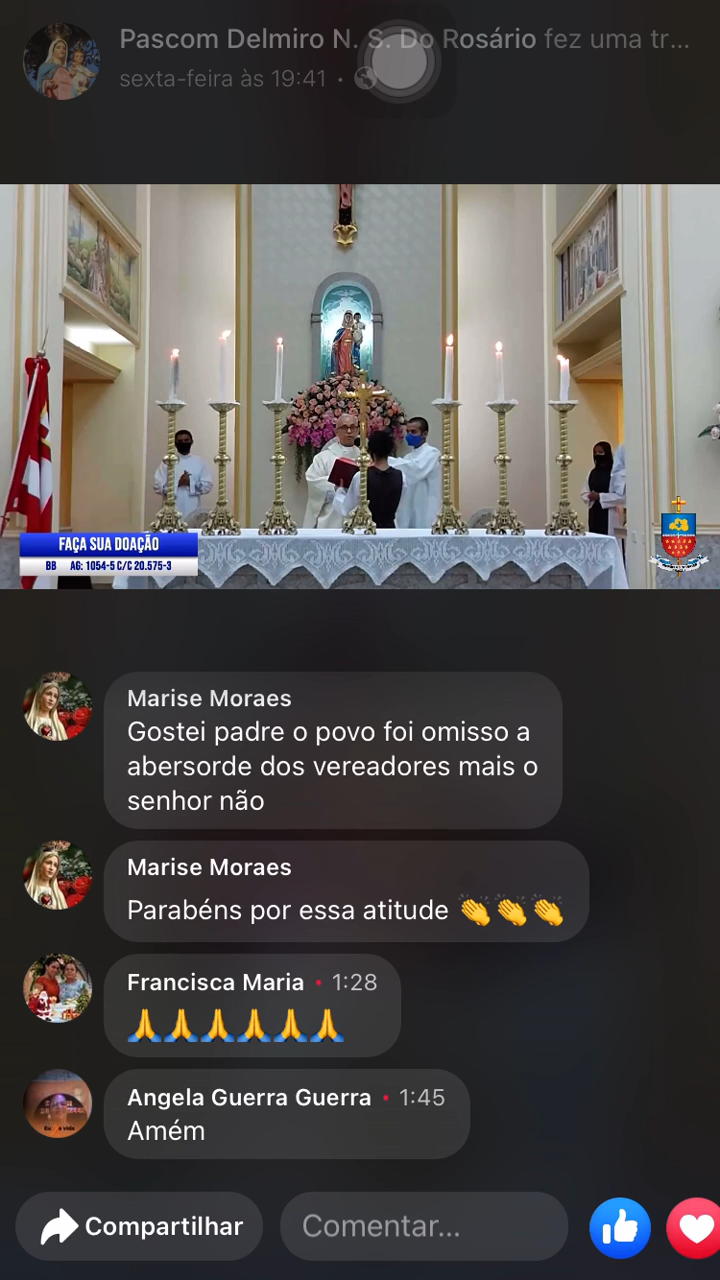 Pascom Delmiro N. S. Do Rosário fez uma tr...
sexta-feira às 19:41 •
FAÇA SUA DOAÇÃO
BB AG: 1054-5 C/C 20.575-3
Marise Moraes
Gostei padre o povo foi omisso a
abersorde dos vereadores mais o
senhor não
Marise Moraes
Parabéns por essa atitude 👏👏👏
Francisca Maria • 1:28
🙏🙏🙏🙏🙏🙏
Angela Guerra Guerra • 1:45
Amém
Compartilhar
Comentar...